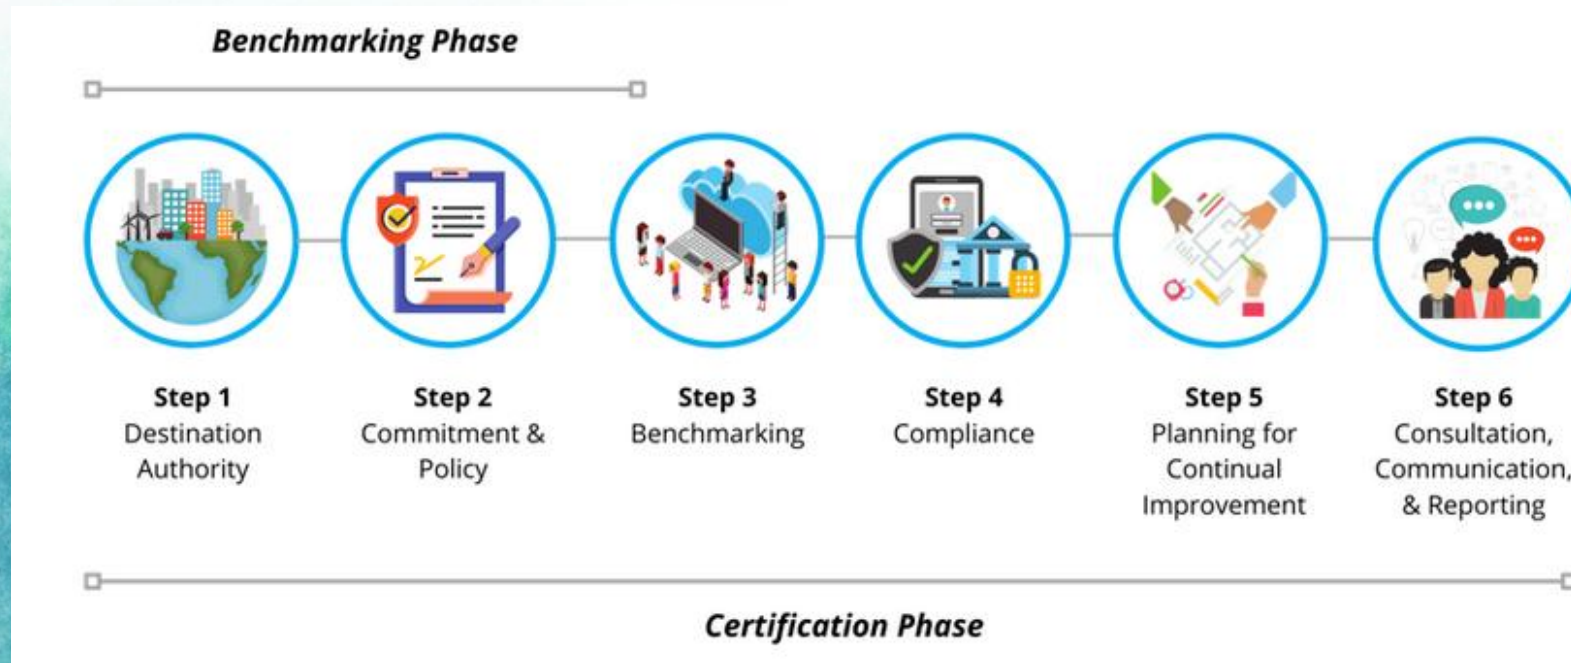 Benchmarking Phase
Step 1
Destination
Authority
Step 2
Commitment &
Policy
Step 3
Benchmarking
Step 4
Compliance
Step 5
Planning for
Continual
Improvement
Step 6
Consultation,
Communication,
& Reporting
Certification Phase